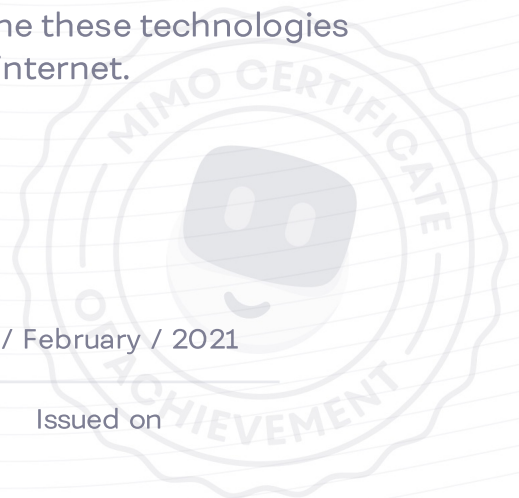 ne these technologies
internet.
MIMO CERTIFICATE
OF ACHIEVEMENT
/ February / 2021
Issued on